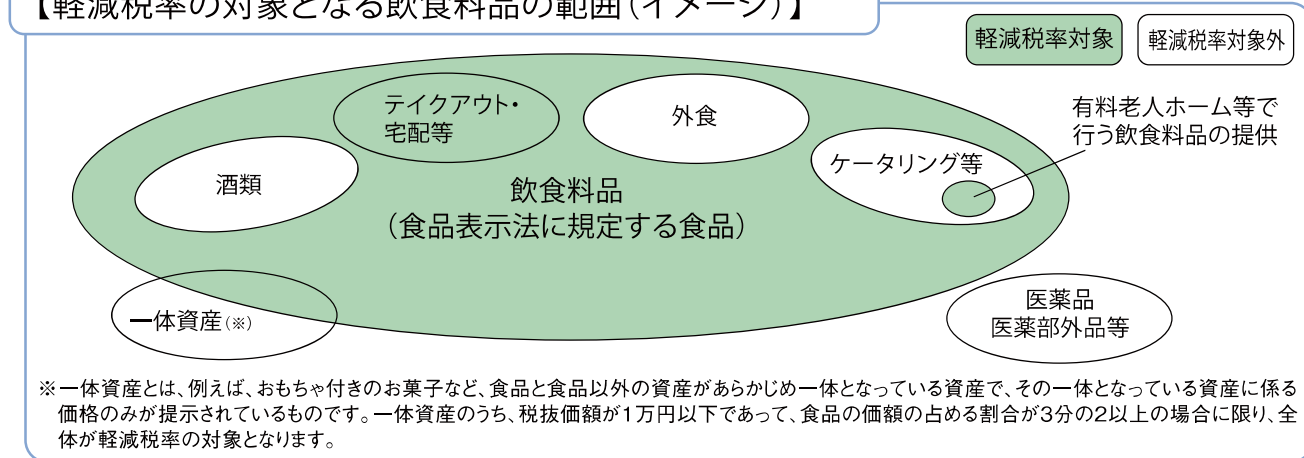 【軽減税率の対象となる飲食料品の範囲(イメージ)】
軽減税率対象
軽減税率対象外
テイクアウト・
宅配等
外食
有料老人ホーム等で
行う飲食料品の提供
ケータリング等
酒類
飲食料品
(食品表示法に規定する食品)
一体資産(※)
医薬品
医薬部外品等
※一体資産とは、例えば、おもちゃ付きのお菓子など、食品と食品以外の資産があらかじめ一体となっている資産で、その一体となっている資産に係る
価格のみが提示されているものです。一体資産のうち、税抜価額が1万円以下であって、食品の価額の占める割合が3分の2以上の場合に限り、全
体が軽減税率の対象となります。